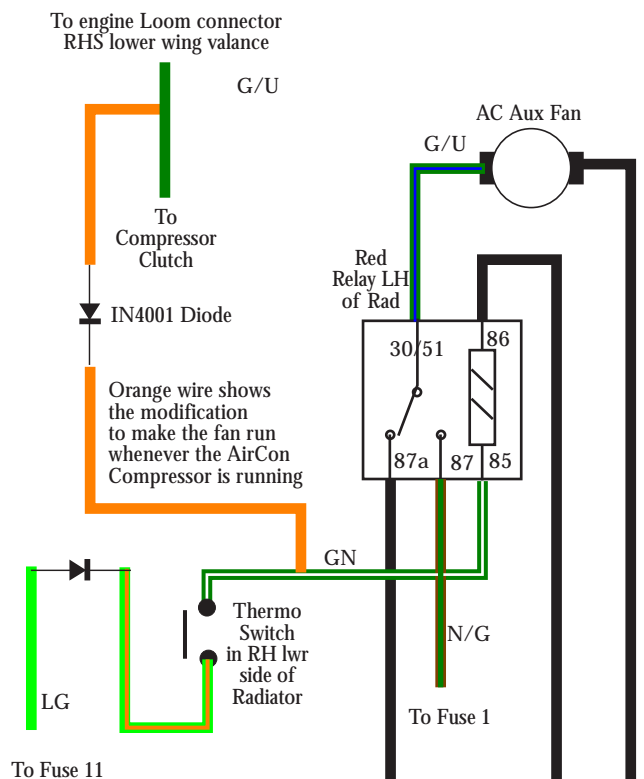 To engine Loom connector
RHS lower wing valance
G/U
AC Aux Fan
G/U
To
Compressor
Clutch
Red
Relay LH
of Rad
IN4001 Diode
30/51
86
Orange wire shows
the modification
to make the fan run
whenever the AirCon
Compressor is running
87a
87
85
GN
Thermo
Switch
in RH lwr
side of
Radiator
N/G
LG
To Fuse 1
To Fuse 11